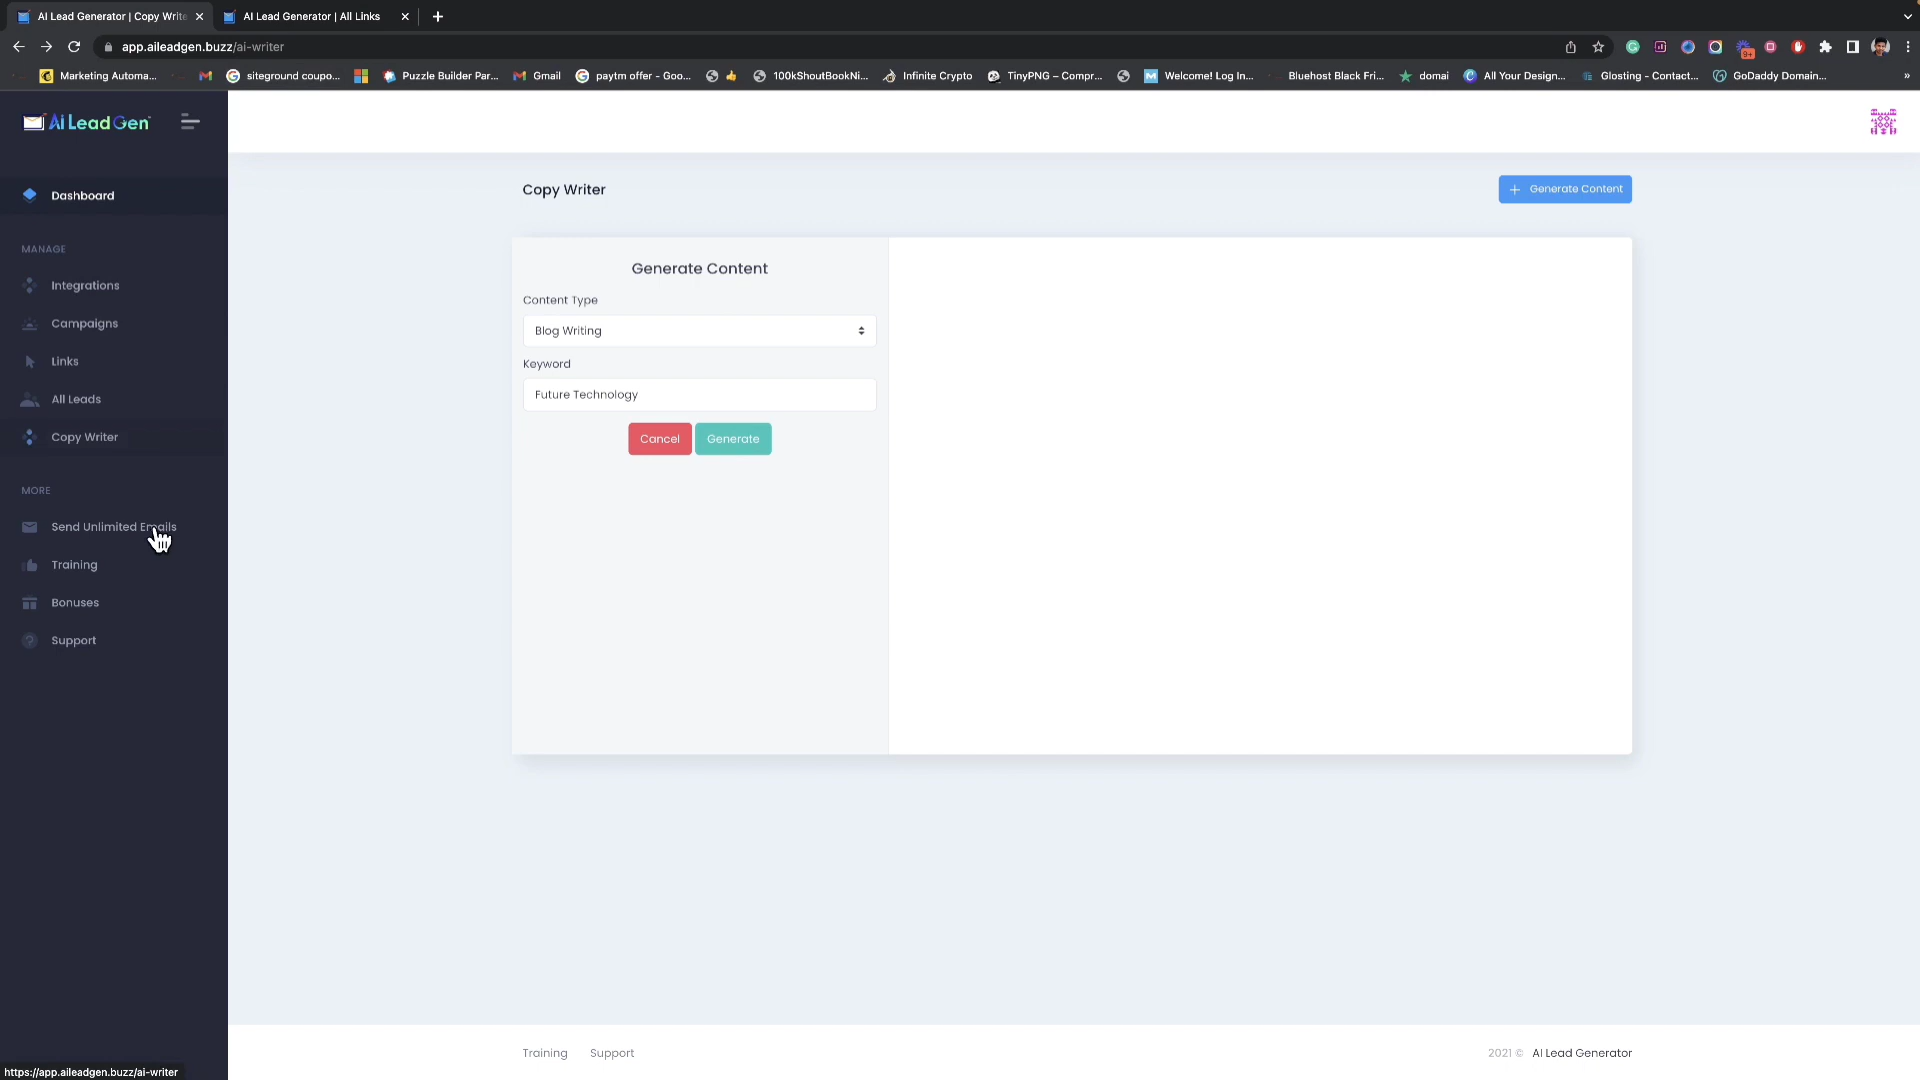 AI Lead Generator | Copy Write
AI Lead Generator | All Links
app.aileadgen.buzz/ai-writer
9+
Marketing Automa...
siteground coupo...
Puzzle Builder Par...
Gmail
paytm offer - Goo...
100kShoutBookNi...
Infinite Crypto
TinyPNG – Compr...
Welcome! Log In...
Bluehost Black Fri...
domai
All Your Design...
Glosting - Contact...
GoDaddy Domain...
»
Ai Lead Gen
Dashboard
MANAGE
Integrations
Campaigns
Links
All Leads
Copy Writer
MORE
Send Unlimited Emails
Training
Bonuses
Support
Copy Writer
+ Generate Content
Generate Content
Content Type
Blog Writing
Keyword
Future Technology
Cancel Generate
Training Support
2021 © AI Lead Generator
https://app.aileadgen.buzz/ai-writer